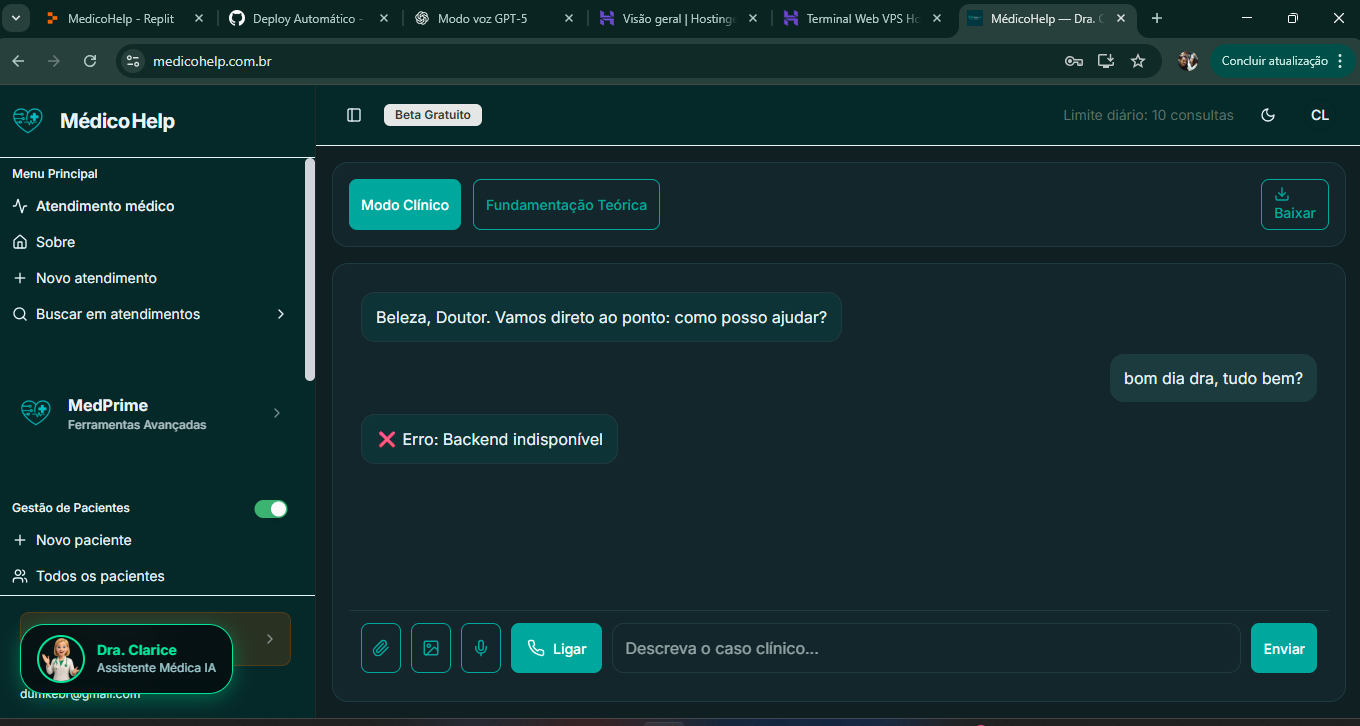 MedicoHelp - Replit
Deploy Automático -
Modo voz GPT-5
Visão geral | Hostinge
Terminal Web VPS Ho
MédicoHelp — Dra. C
medicohelp.com.br
Concluir atualização
MédicoHelp
Beta Gratuito
Limite diário: 10 consultas
CL
Menu Principal
Atendimento médico
Sobre
Novo atendimento
Buscar em atendimentos
MedPrime
Ferramentas Avançadas
Gestão de Pacientes
Novo paciente
Todos os pacientes
Dra. Clarice
Assistente Médica IA
dumkebr@gmail.com
Modo Clínico
Fundamentação Teórica
Baixar
Beleza, Doutor. Vamos direto ao ponto: como posso ajudar?
bom dia dra, tudo bem?
❌ Erro: Backend indisponível
Ligar
Descreva o caso clínico...
Enviar